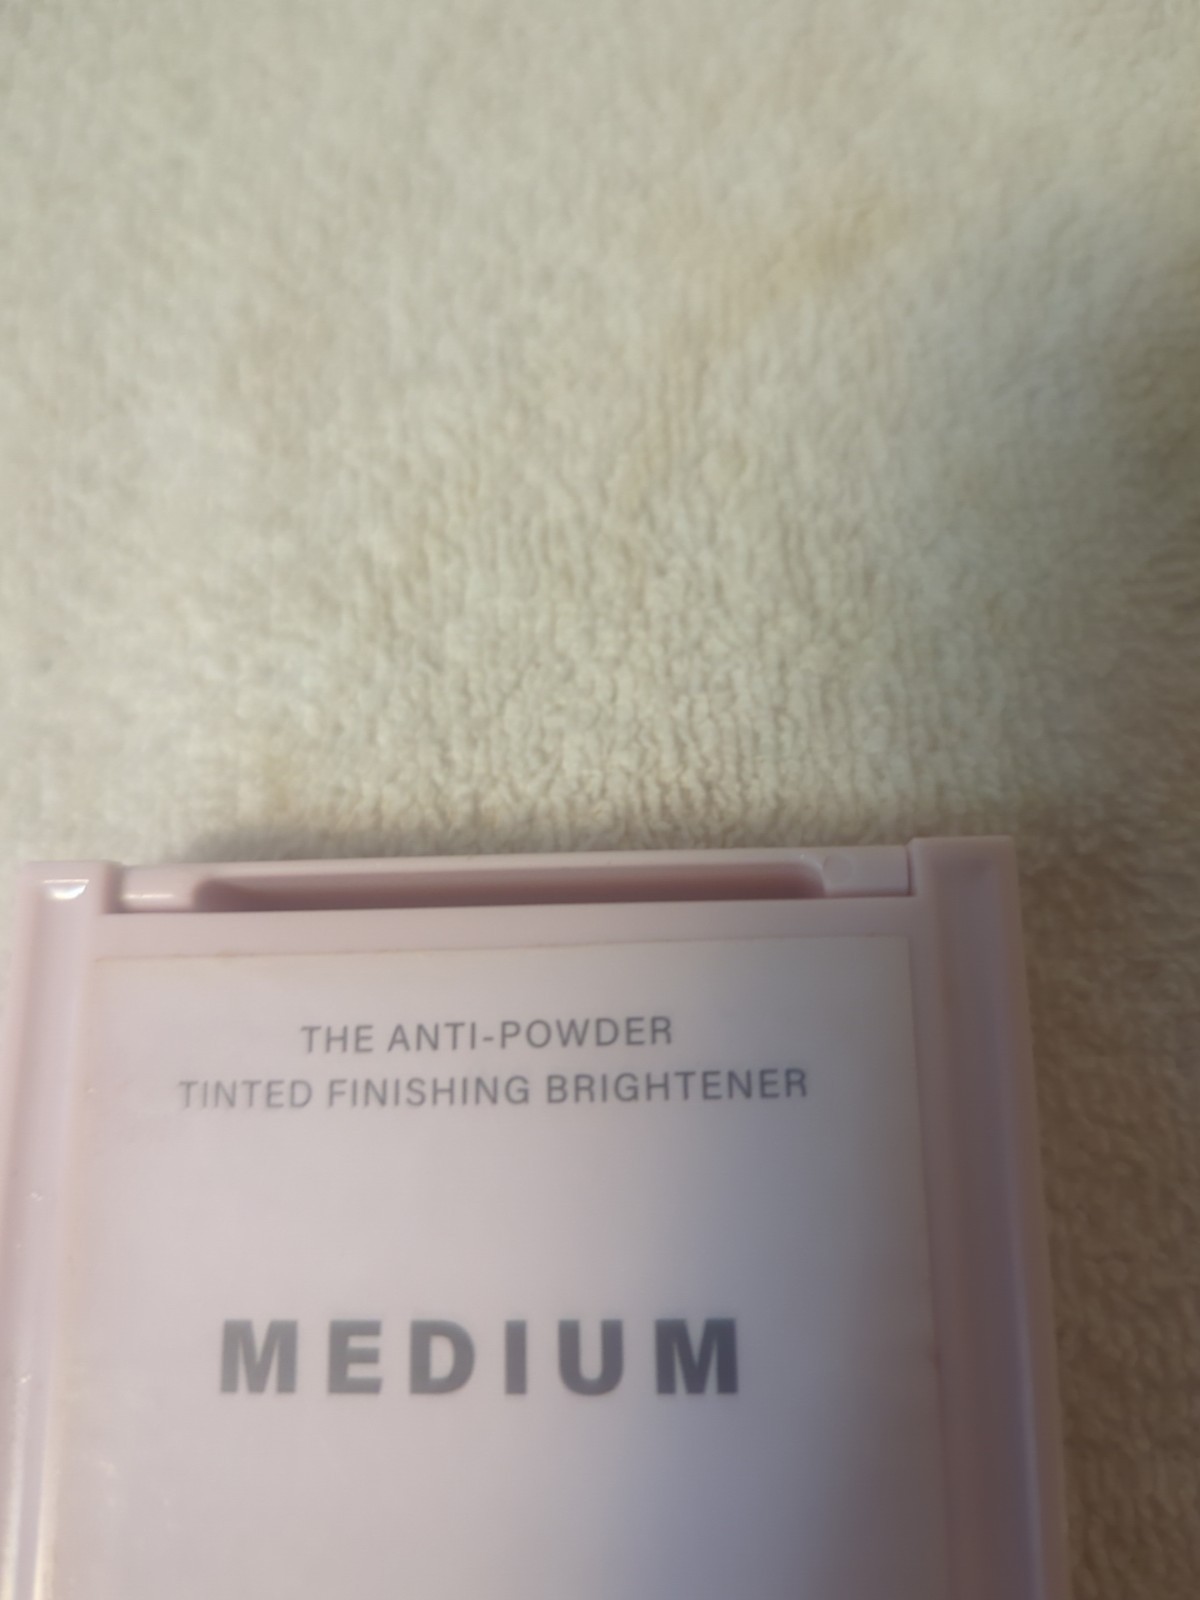 THE ANTI-POWDER
TINTED FINISHING BRIGHTENER
MEDIUM